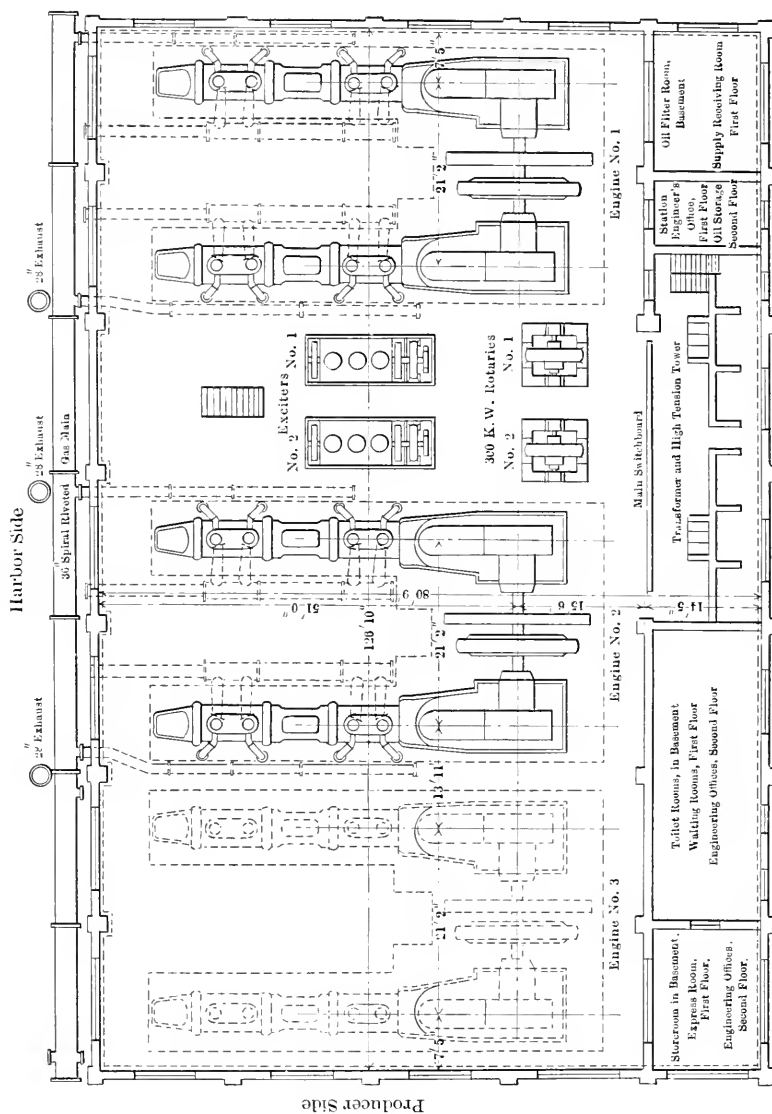 Harbor Side
28" Exhaust
28" Exhaust
28" Exhaust
36" Spiral Riveted Gas Main
Producer Side
7' 5"
21' 2"
13' 11"
21' 2"
21' 2"
7' 5"
126' 10"
51' 0"
80' 9"
15' 6"
14' 5"
Exciters
No. 2
No. 1
300 K.W. Rotaries
No. 2
No. 1
Engine No. 3
Engine No. 2
Engine No. 1
Main Switchboard
Transformer and High Tension Tower
Storeroom in Basement.
Express Room,
First Floor,
Engineering Offices,
Second Floor.
Toilet Rooms, in Basement
Waiting Rooms, First Floor
Engineering Offices, Second Floor
Station
Engineer's
Office,
First Floor
Oil Storage
Second Floor
Oil Filter Room,
Basement
Supply Receiving Room
First Floor